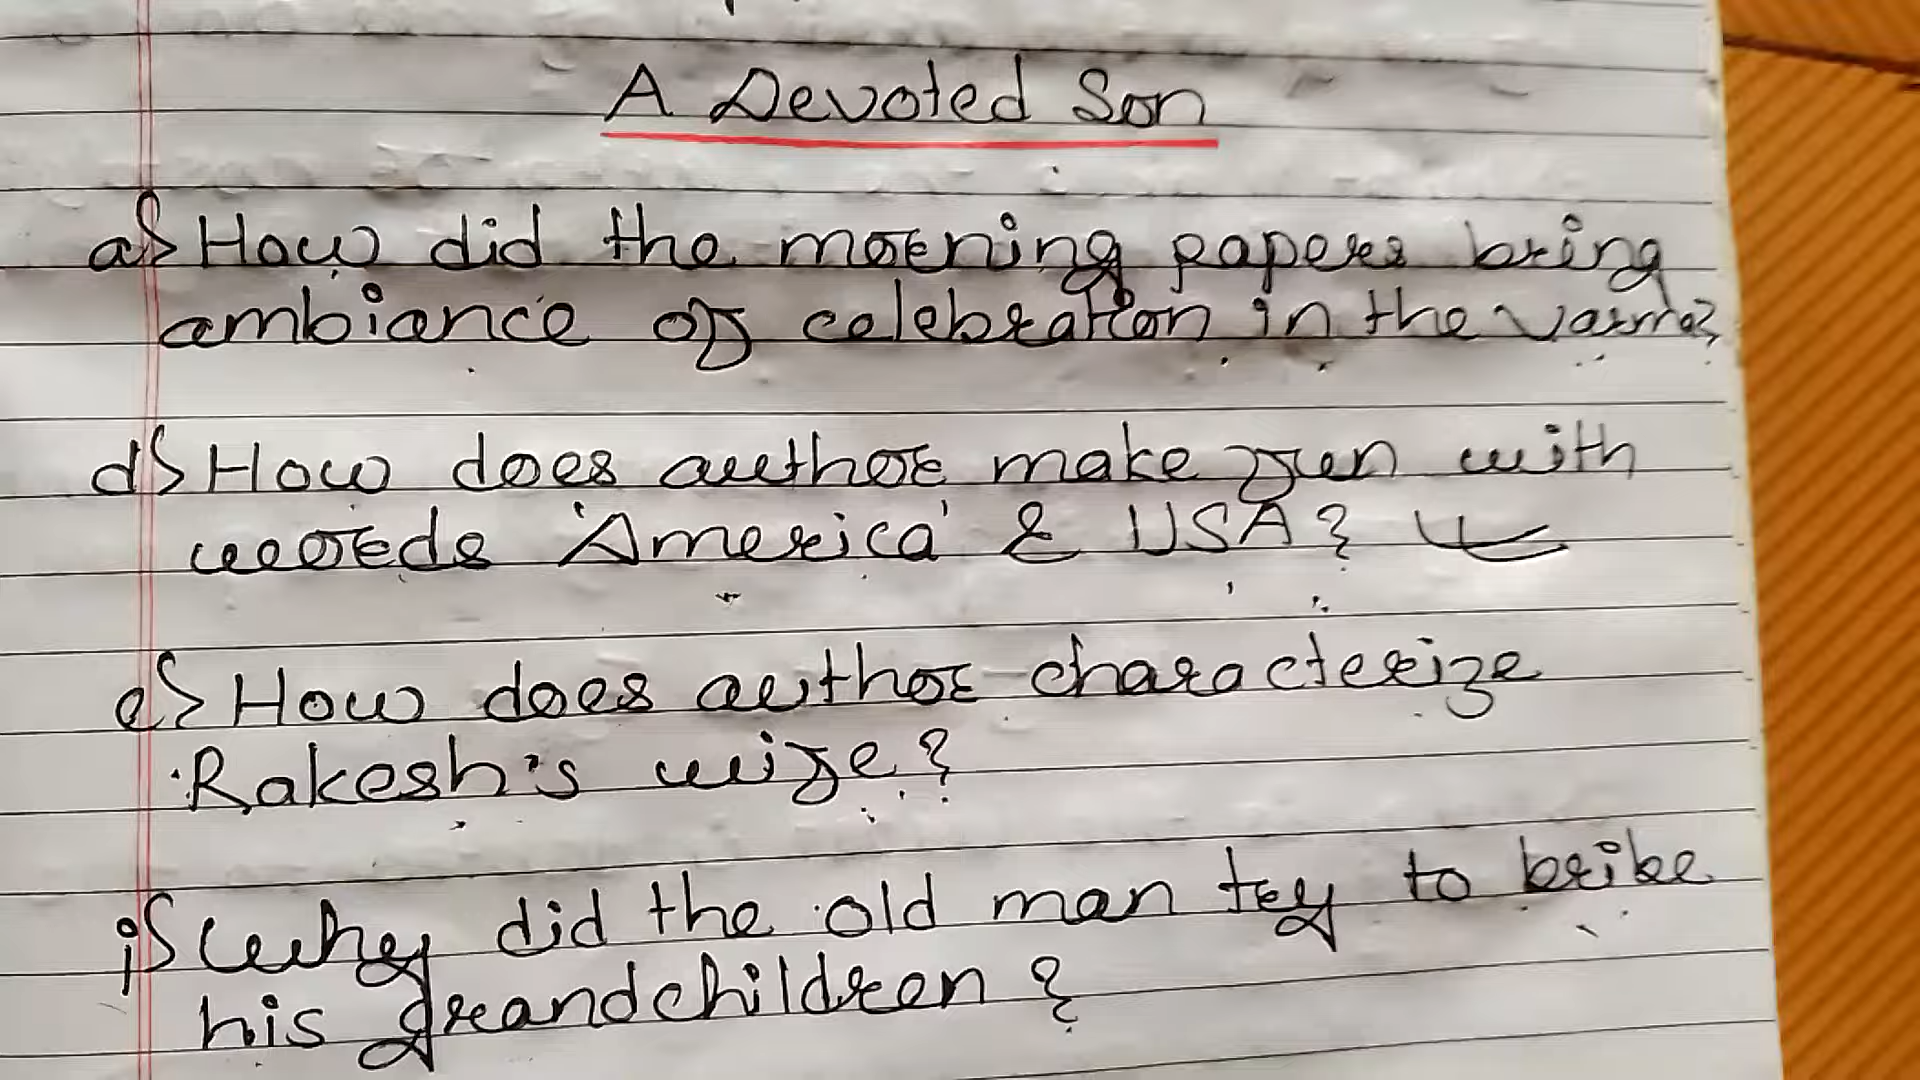 A Devoted Son
a> How did the morning papers bring
ambiance of celebration in the Varma?
d> How does author make fun with
words 'America' & USA?
e> How does author characterize
Rakesh's wife?
j> Why did the old man try to bribe
his grandchildren?